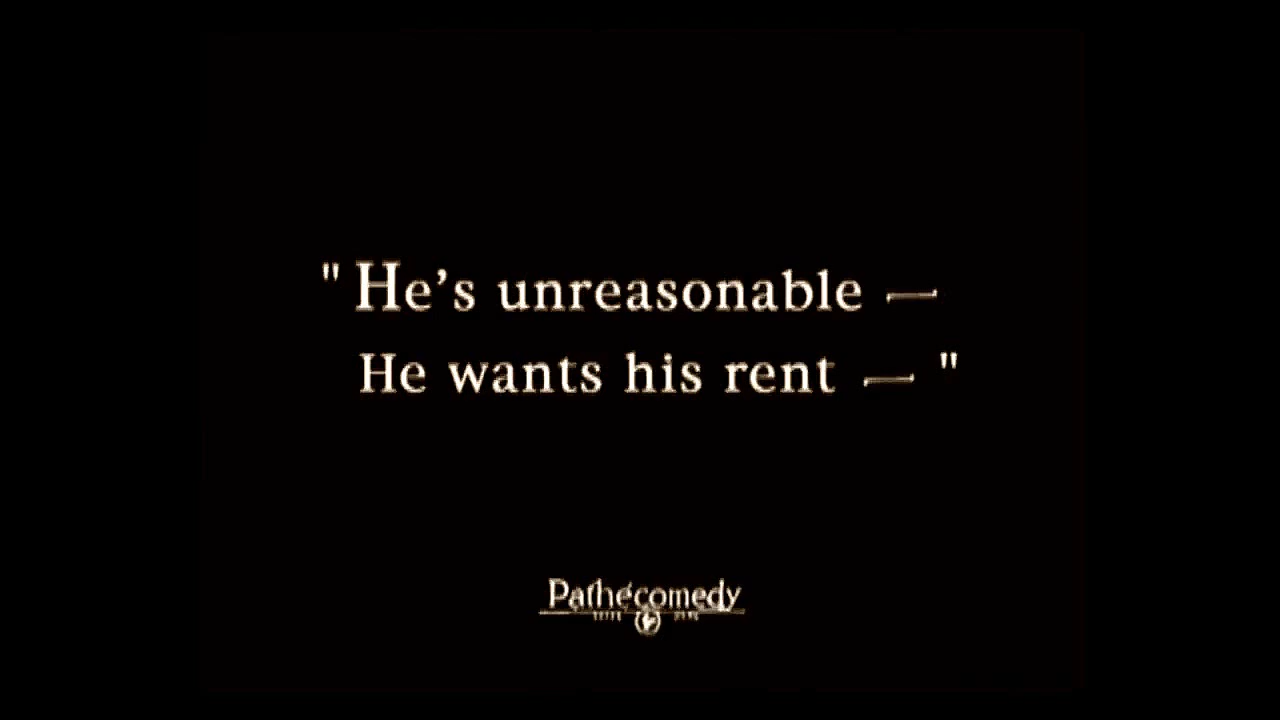 "He's unreasonable —
He wants his rent —"
Pathécomedy